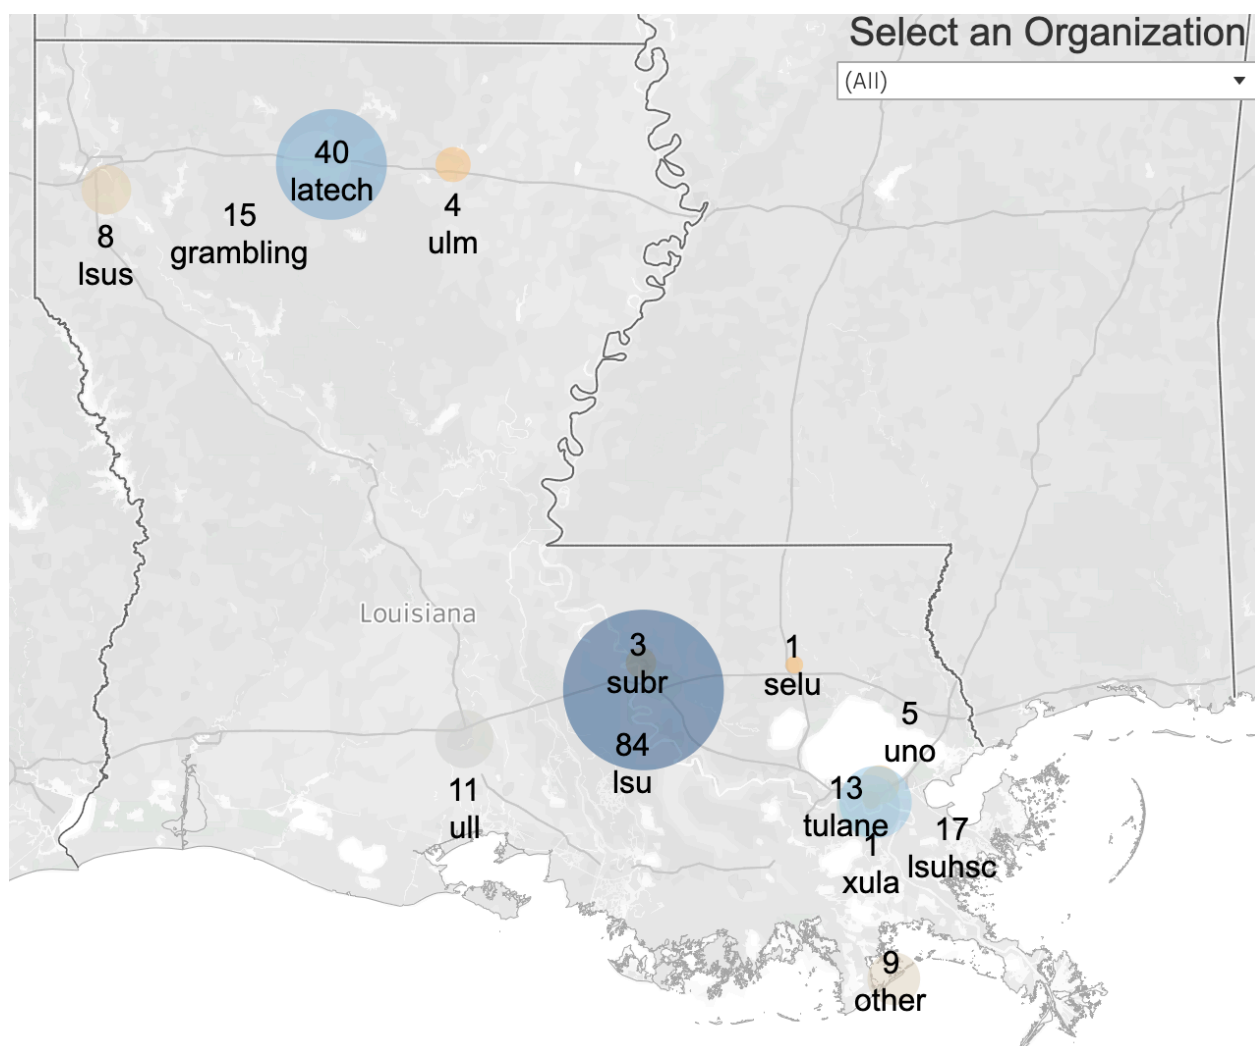 Select an Organization
(All)
40
latech
15
grambling
4
ulm
8
lsus
Louisiana
3
subr
84
lsu
1
selu
5
uno
11
ull
13
tulane
17
lsuhsc
1
xula
9
other